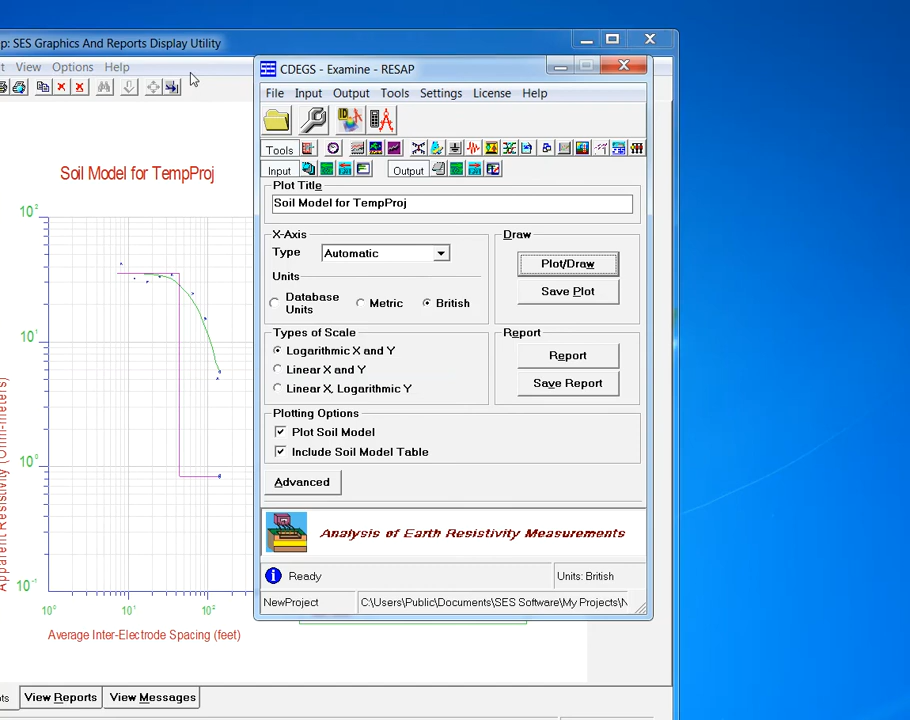 p: SES Graphics And Reports Display Utility
t View Options Help
Soil Model for TempProj
10²
10¹
10⁰
10⁻¹
Apparent Resistivity (Ohm-meters)
10⁰ 10¹ 10²
Average Inter-Electrode Spacing (feet)
nts View Reports View Messages
CDEGS - Examine - RESAP
File Input Output Tools Settings License Help
Tools
Input Output
Plot Title
Soil Model for TempProj
X-Axis
Type Automatic
Units
Database Units Metric British
Types of Scale
Logarithmic X and Y
Linear X and Y
Linear X, Logarithmic Y
Draw
Plot/Draw
Save Plot
Report
Report
Save Report
Plotting Options
Plot Soil Model
Include Soil Model Table
Advanced
Analysis of Earth Resistivity Measurements
Ready Units: British
NewProject C:\Users\Public\Documents\SES Software\My Projects\N